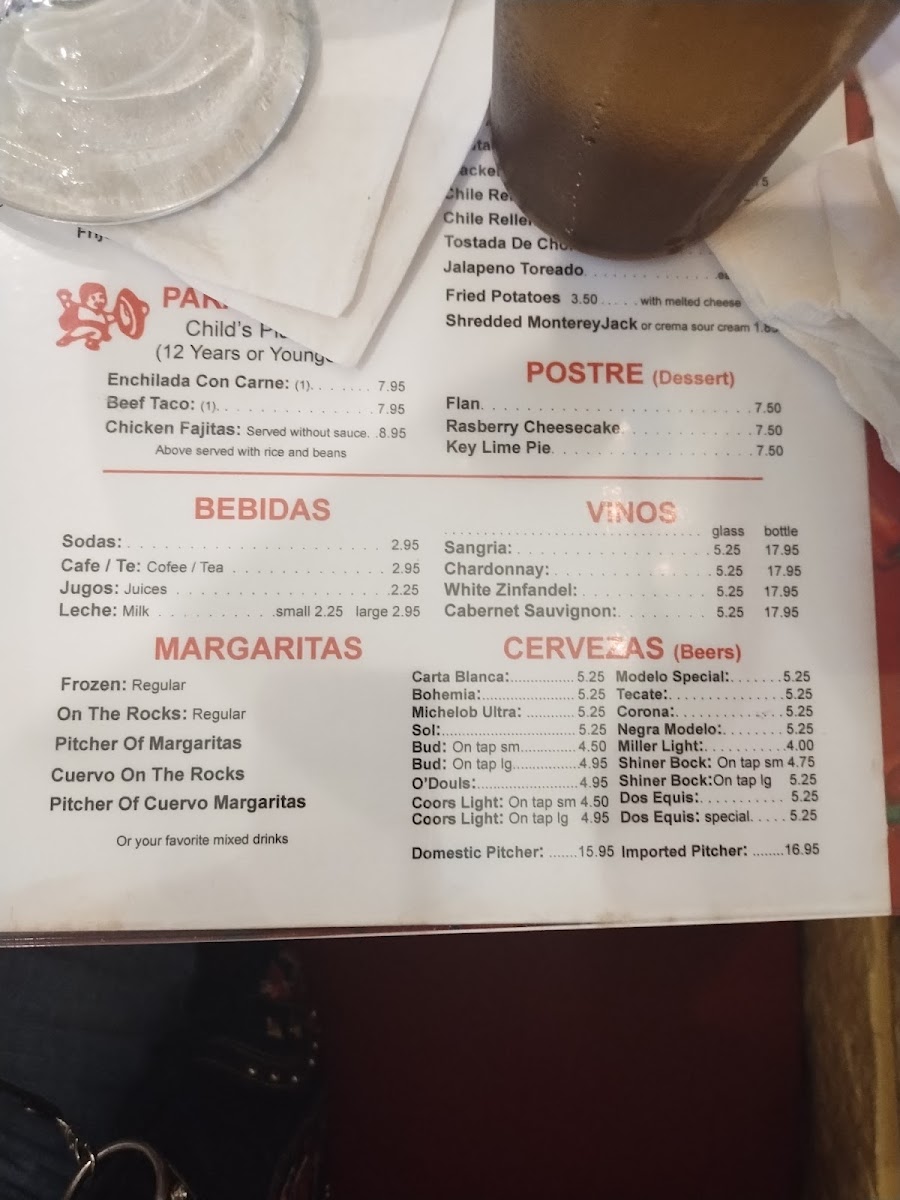 Chile
Chile
Tostada De
Jalapeno Toreado
Fried Potatoes 3.50 ..... with melted cheese
Shredded MontereyJack or crema sour cream
Child's
(12 Years or
Enchilada Con Carne: (1)....... 7.95
Beef Taco: (1)............. 7.95
Chicken Fajitas: Served without sauce. .8.95
Above served with rice and beans
POSTRE (Dessert)
Flan. . . . . . . . . . . . . . . . . . . . 7.50
Rasberry Cheesecake. . . . . . . . . . 7.50
Key Lime Pie. . . . . . . . . . . . . . . 7.50
BEBIDAS
Sodas: . . . . . . . . . . . . . . . . . . 2.95
Cafe / Te: Cofee / Tea . . . . . . . . . . 2.95
Jugos: Juices . . . . . . . . . . . . . . .2.25
Leche: Milk . . . . . . . . .small 2.25 large 2.95
VINOS
glass bottle
Sangria: . . . . . . . . . . . . . . 5.25 17.95
Chardonnay: . . . . . . . . . . . 5.25 17.95
White Zinfandel: . . . . . . . . . 5.25 17.95
Cabernet Sauvignon:. . . . . . 5.25 17.95
MARGARITAS
Frozen: Regular
On The Rocks: Regular
Pitcher Of Margaritas
Cuervo On The Rocks
Pitcher Of Cuervo Margaritas
Or your favorite mixed drinks
CERVEZAS (Beers)
Carta Blanca:............... 5.25
Bohemia:..................... 5.25
Michelob Ultra: ............ 5.25
Sol:............................... 5.25
Bud: On tap sm............. 4.50
Bud: On tap lg...............4.95
O'Douls:....................... 4.95
Coors Light: On tap sm 4.50
Coors Light: On tap lg 4.95
Domestic Pitcher: .......15.95
Modelo Special:.......5.25
Tecate:.............5.25
Corona:............ 5.25
Negra Modelo:........ 5.25
Miller Light:..........4.00
Shiner Bock: On tap sm 4.75
Shiner Bock:On tap lg 5.25
Dos Equis:........... 5.25
Dos Equis: special..... 5.25
Imported Pitcher: ........16.95